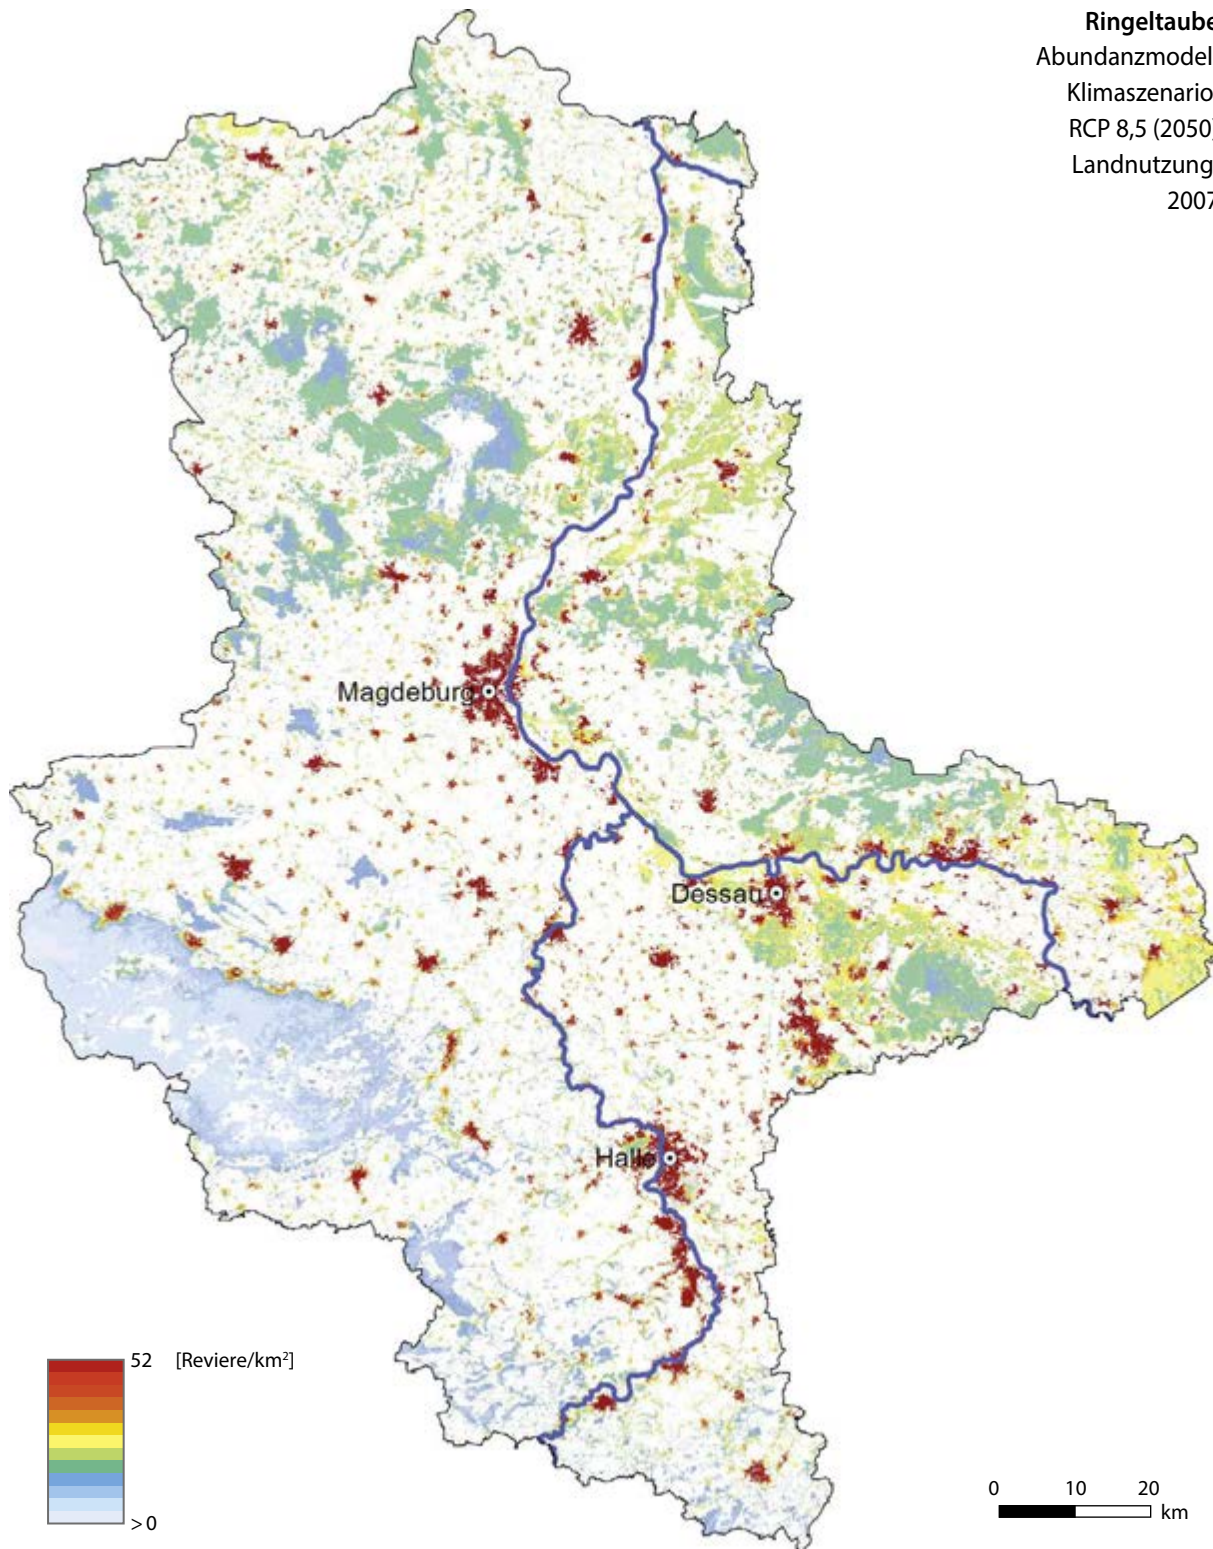 Ringeltaube
Abundanzmodel
Klimaszenario
RCP 8,5 (2050)
Landnutzung
2007
Magdeburg
Dessau
Halle
52 [Reviere/km²]
>0
0 10 20
km